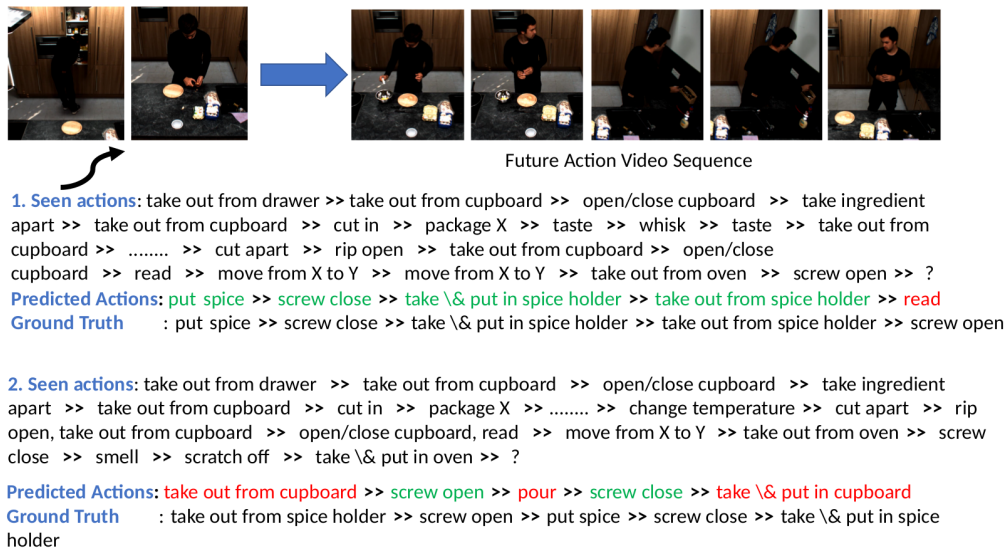 Future Action Video Sequence
1. Seen actions: take out from drawer >> take out from cupboard >> open/close cupboard >> take ingredient
apart >> take out from cupboard >> cut in >> package X >> taste >> whisk >> taste >> take out from
cupboard >> ........ >> cut apart >> rip open >> take out from cupboard >> open/close
cupboard >> read >> move from X to Y >> move from X to Y >> take out from oven >> screw open >> ?
Predicted Actions: put spice >> screw close >> take \& put in spice holder >> take out from spice holder >> read
Ground Truth : put spice >> screw close >> take \& put in spice holder >> take out from spice holder >> screw open
2. Seen actions: take out from drawer >> take out from cupboard >> open/close cupboard >> take ingredient
apart >> take out from cupboard >> cut in >> package X >> ........ >> change temperature >> cut apart >> rip
open, take out from cupboard >> open/close cupboard, read >> move from X to Y >> take out from oven >> screw
close >> smell >> scratch off >> take \& put in oven >> ?
Predicted Actions: take out from cupboard >> screw open >> pour >> screw close >> take \& put in cupboard
Ground Truth : take out from spice holder >> screw open >> put spice >> screw close >> take \& put in spice
holder